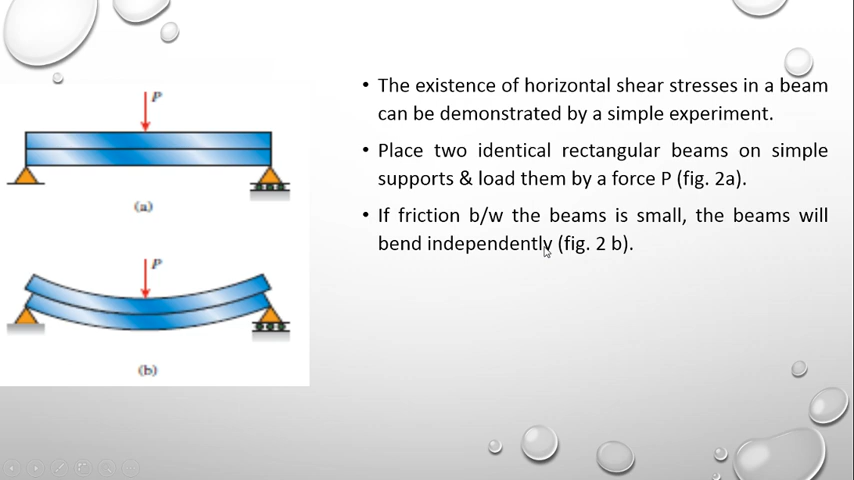 P
(a)
P
(b)
• The existence of horizontal shear stresses in a beam
can be demonstrated by a simple experiment.
• Place two identical rectangular beams on simple
supports & load them by a force P (fig. 2a).
• If friction b/w the beams is small, the beams will
bend independently (fig. 2 b).